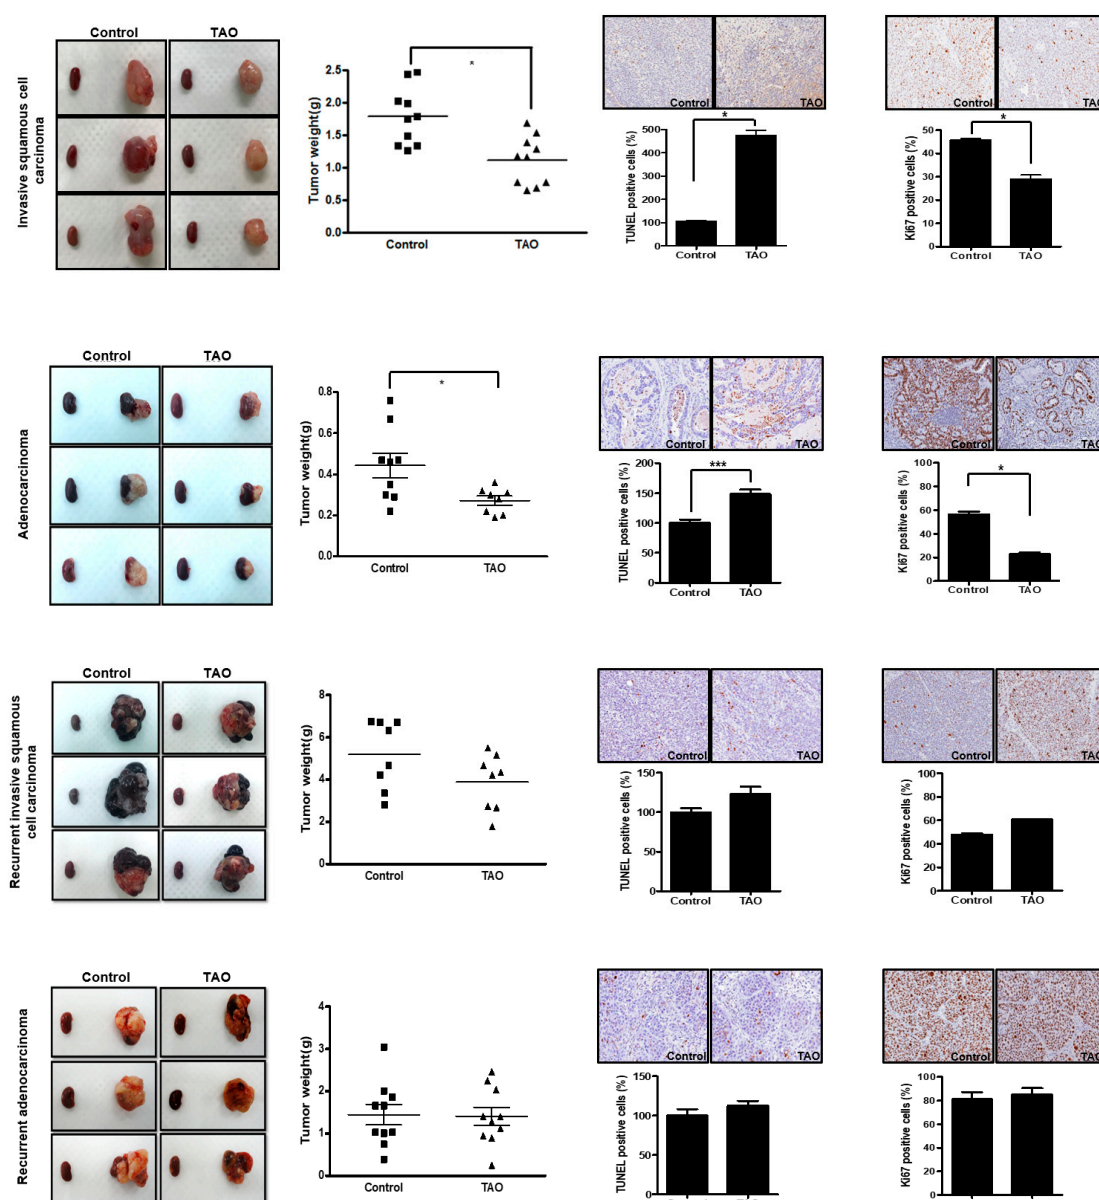 Control TAO
Invasive squamous cell
carcinoma
*
Tumor weight(g)
2.5
2.0
1.5
1.0
0.5
0.0
Control TAO
Control TAO
*
TUNEL positive cells (%)
500
400
300
200
100
0
Control TAO
Control TAO
*
Ki67 positive cells (%)
50
40
30
20
10
0
Control TAO
Control TAO
Adenocarcinoma
*
Tumor weight(g)
0.8
0.6
0.4
0.2
0.0
Control TAO
Control TAO
***
TUNEL positive cells (%)
200
150
100
50
0
Control TAO
Control TAO
*
Ki67 positive cells (%)
100
80
60
40
20
0
Control TAO
Control TAO
Recurrent invasive squamous
cell carcinoma
Tumor weight(g)
8
6
4
2
0
Control TAO
Control TAO
TUNEL positive cells (%)
150
100
50
0
Control TAO
Control TAO
Ki67 positive cells (%)
100
80
60
40
20
0
Control TAO
Control TAO
Recurrent adenocarcinoma
Tumor weight(g)
4
3
2
1
0
Control TAO
Control TAO
TUNEL positive cells (%)
150
100
50
0
Control TAO
Ki67 positive cells (%)
100
80
60
40
20
0